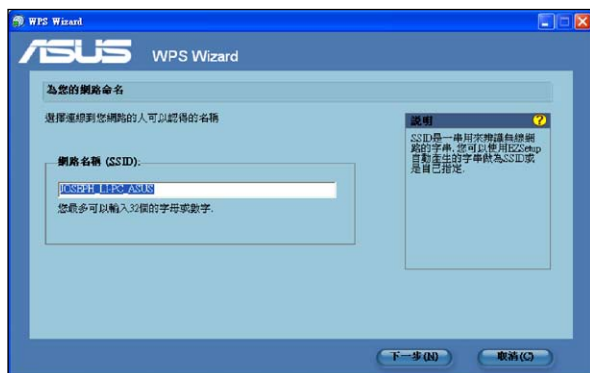 WPS Wizard
ASUS WPS Wizard
為您的網路命名
選擇連線到您網路的人可以認得的名稱
網路名稱 (SSID):
JOSEPH_LI-PC_ASUS
您最多可以輸入32個的字母或數字.
說明
SSID是一串用來辨識無線網
路的字串,您可以使用EZSetup
自動產生的字串做為SSID或
是自己指定.
下一步(N)
取消(C)